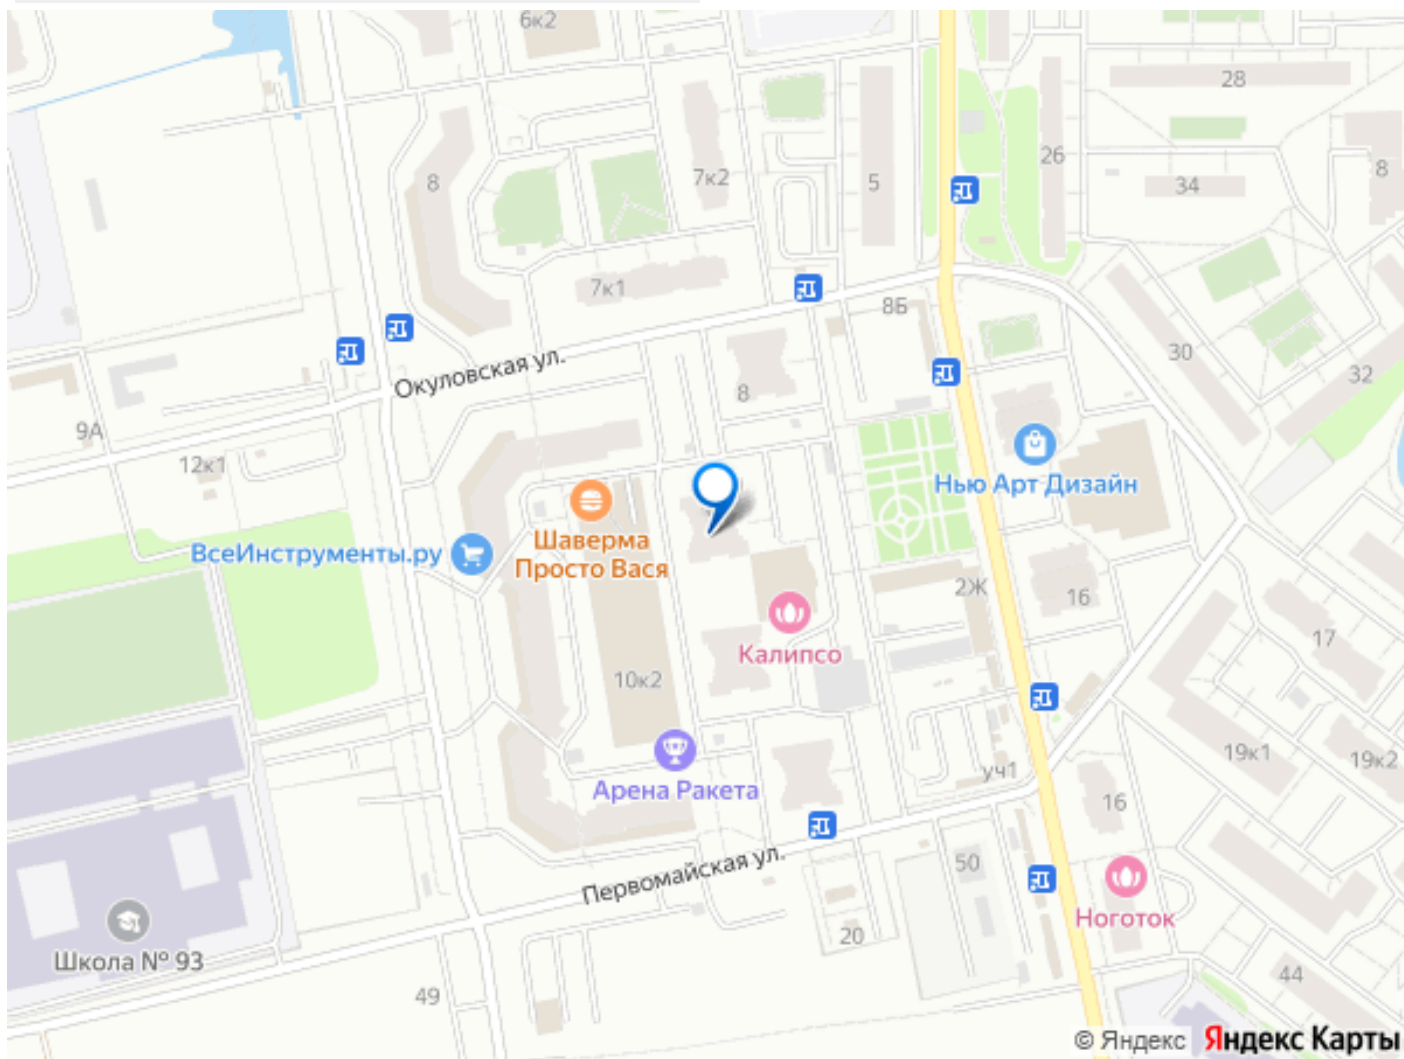 6к2
28
26
8
7к2
5
34
8
7к1
8Б
30
32
Окуловская ул.
8
9А
12к1
Нью Арт Дизайн
ВсеИнструменты.ру
Шаверма
Просто Вася
2Ж
16
17
Калипсо
10к2
19к1
19к2
уч1
Арена Ракета
16
Первомайская ул.
50
Ноготок
20
Школа № 93
44
49
© Яндекс Яндекс Карты